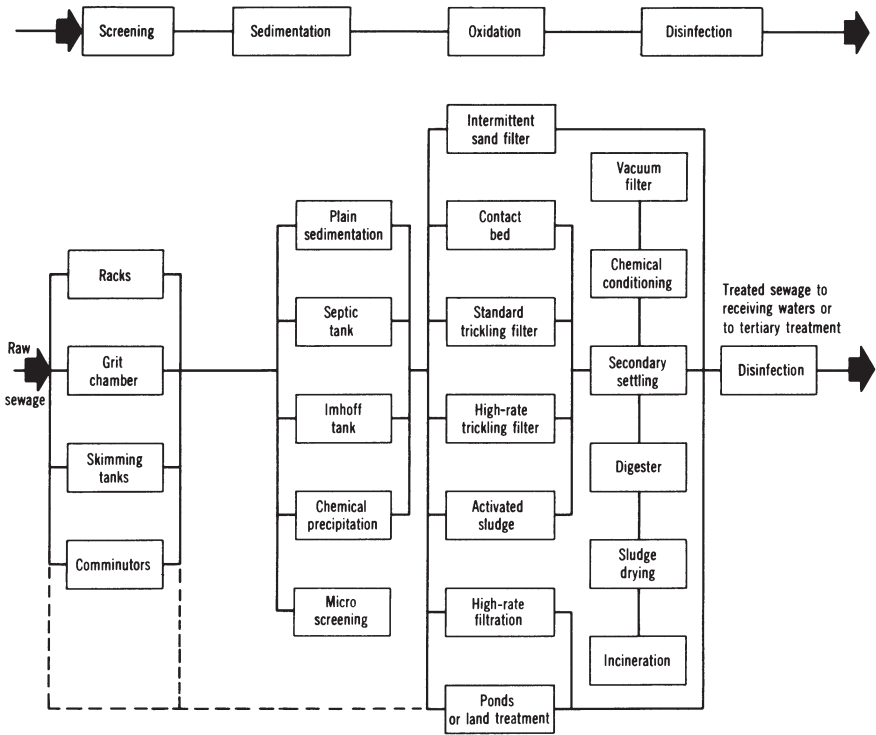 Screening
Sedimentation
Oxidation
Disinfection
Raw
sewage
Racks
Grit
chamber
Skimming
tanks
Comminutors
Plain
sedimentation
Septic
tank
Imhoff
tank
Chemical
precipitation
Micro
screening
Intermittent
sand filter
Contact
bed
Standard
trickling filter
High-rate
trickling filter
Activated
sludge
High-rate
filtration
Ponds
or land treatment
Vacuum
filter
Chemical
conditioning
Secondary
settling
Digester
Sludge
drying
Incineration
Treated sewage to
receiving waters or
to tertiary treatment
Disinfection